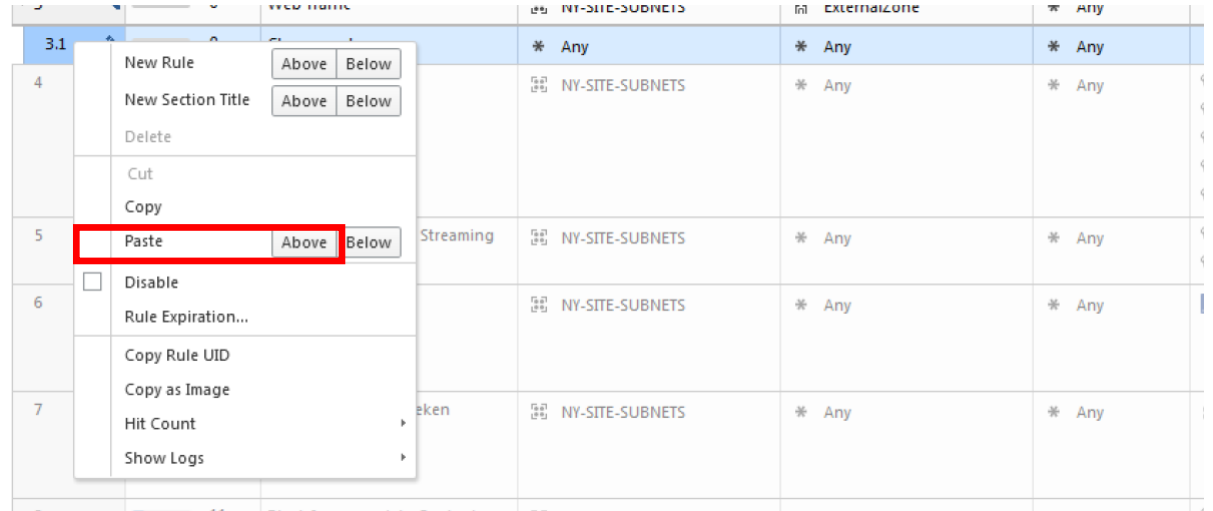 NY-SITE-SUBNETS ExternalZone Any
3.1 Any Any Any
New Rule Above Below
4 NY-SITE-SUBNETS Any Any
New Section Title Above Below
Delete
Cut
Copy
5 Paste Above Below Streaming NY-SITE-SUBNETS Any Any
Disable
6 NY-SITE-SUBNETS Any Any
Rule Expiration...
Copy Rule UID
Copy as Image
7 eken NY-SITE-SUBNETS Any Any
Hit Count
Show Logs